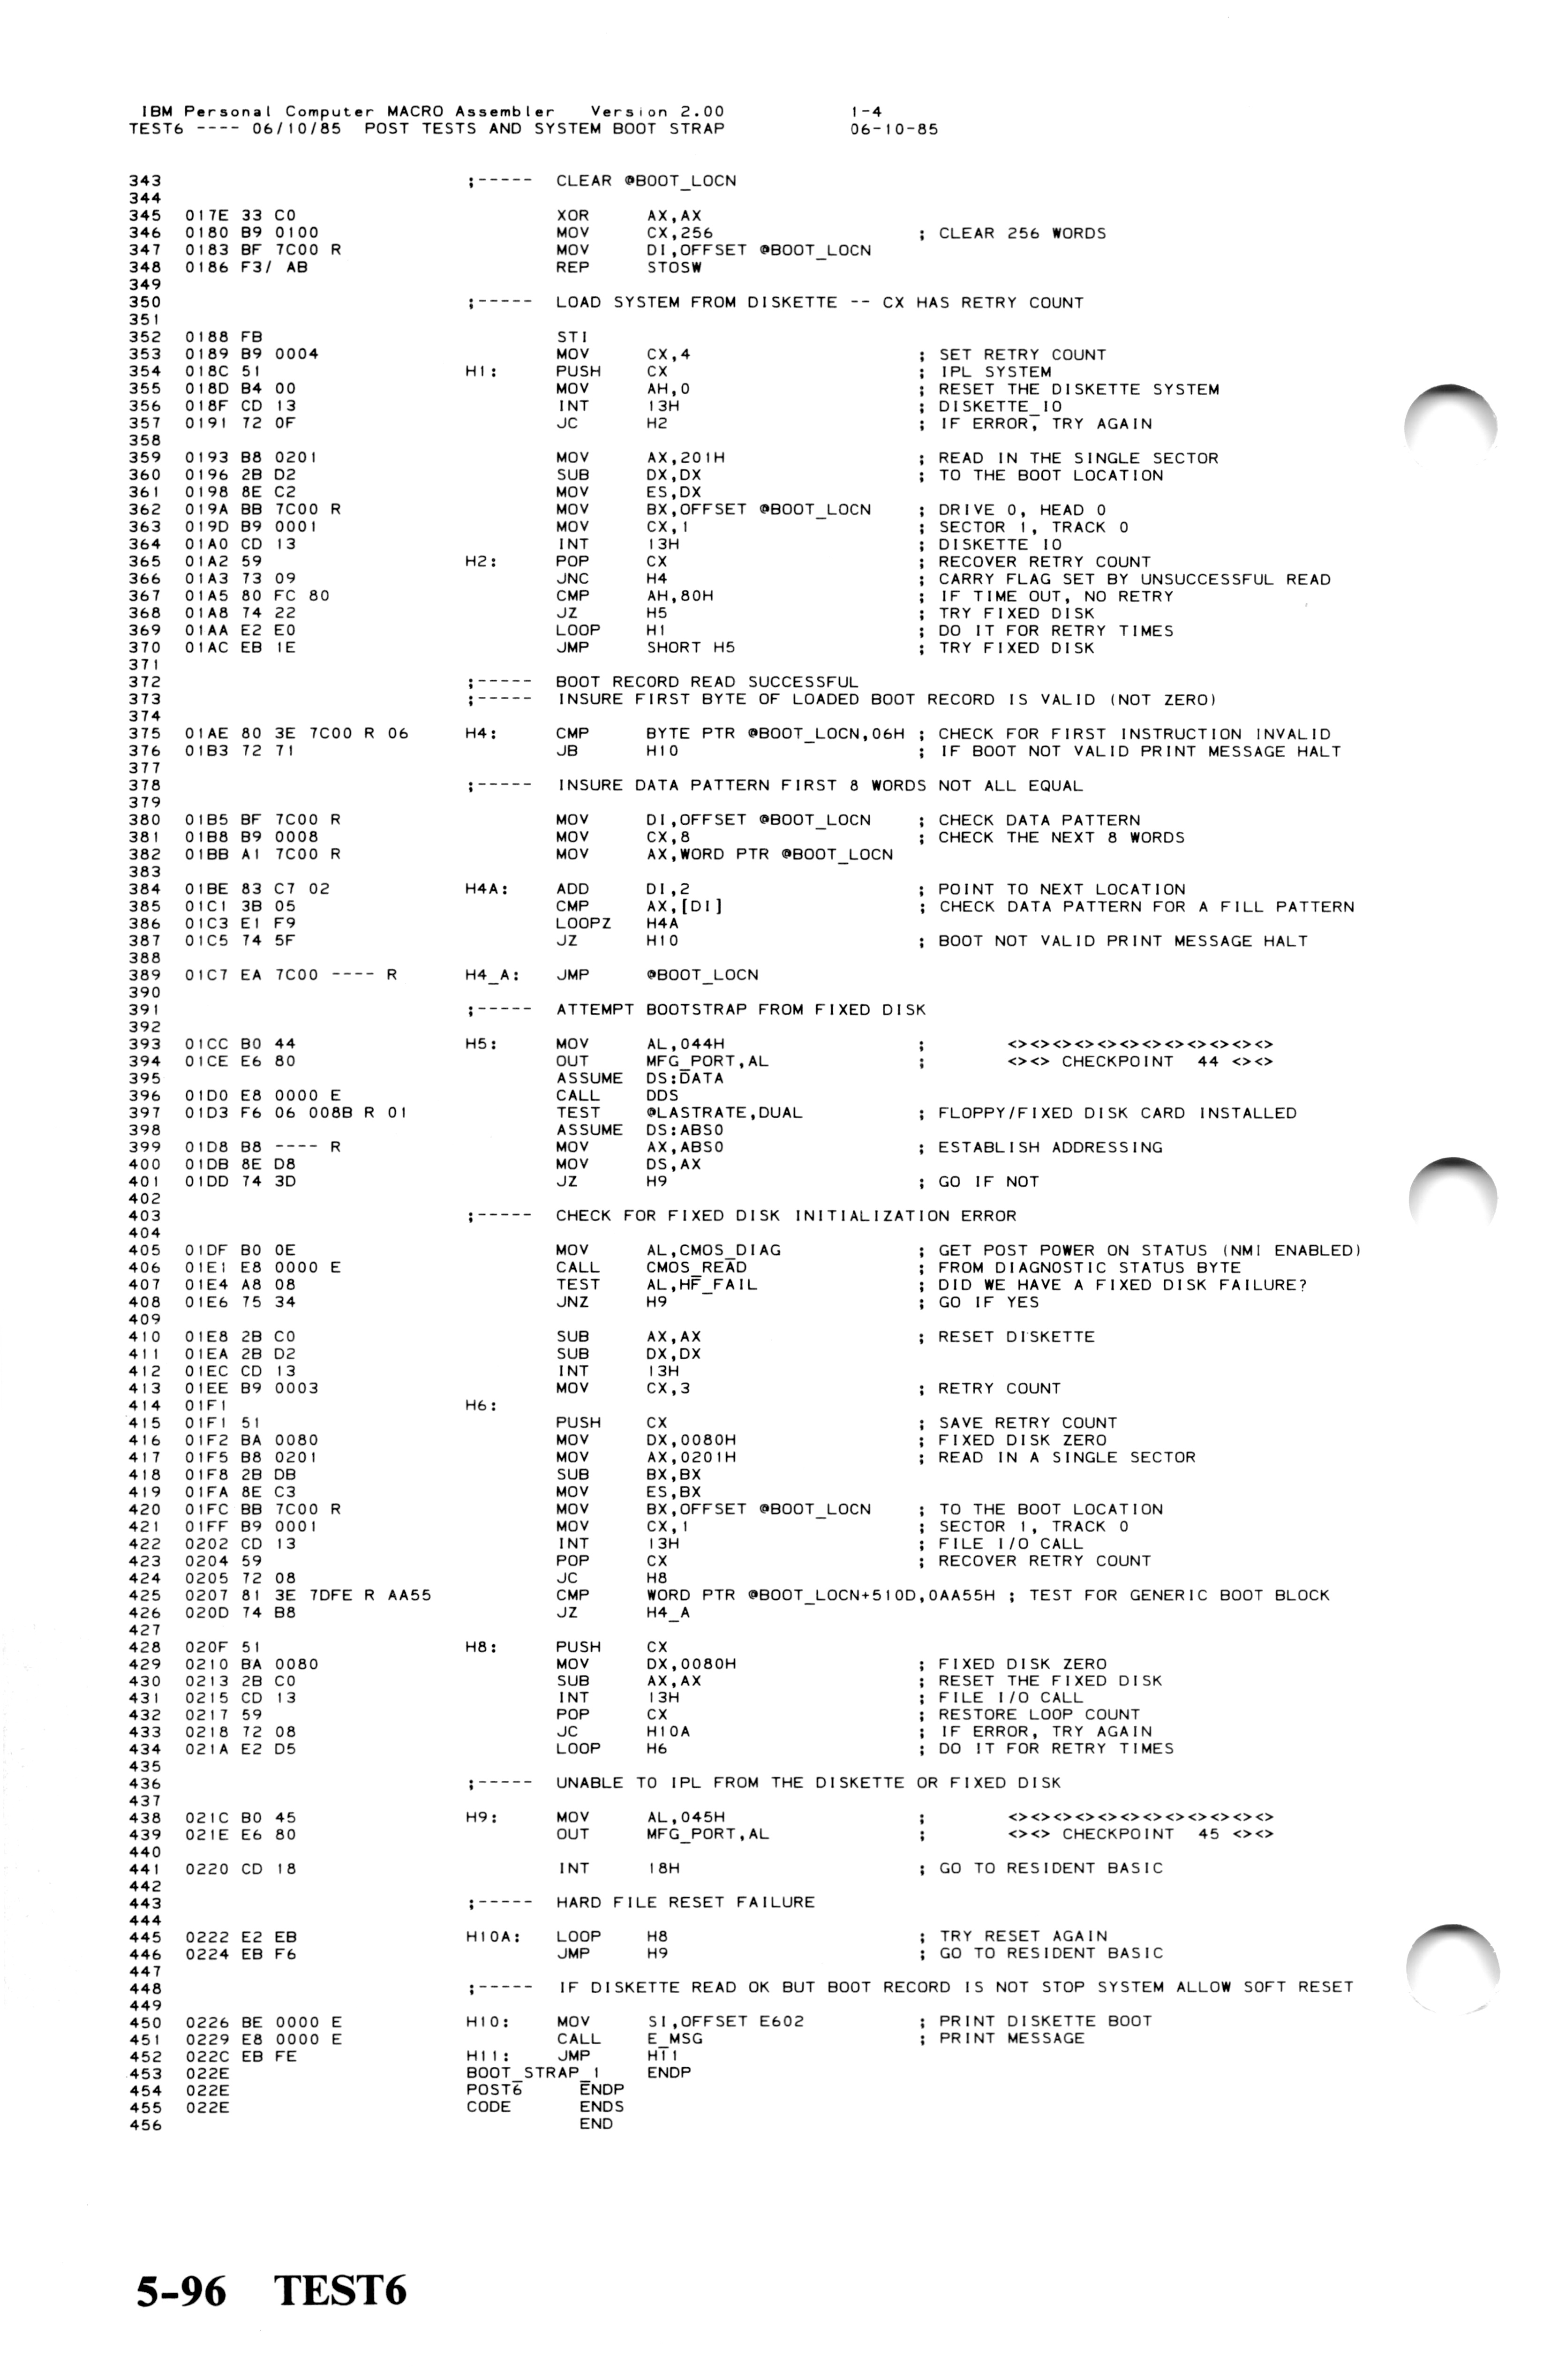 IBM Personal Computer MACRO Assembler   Version 2.00          1-4
TEST6 ---- 06/10/85  POST TESTS AND SYSTEM BOOT STRAP         06-10-85
343                          ;-----  CLEAR @BOOT_LOCN
344
345  017E 33 C0                      XOR     AX,AX
346  0180 B9 0100                    MOV     CX,256                  ; CLEAR 256 WORDS
347  0183 BF 7C00 R                  MOV     DI,OFFSET @BOOT_LOCN
348  0186 F3/ AB                     REP     STOSW
349
350                          ;-----  LOAD SYSTEM FROM DISKETTE -- CX HAS RETRY COUNT
351
352  0188 FB                         STI
353  0189 B9 0004                    MOV     CX,4                    ; SET RETRY COUNT
354  018C 51                 H1:     PUSH    CX                      ; IPL SYSTEM
355  018D B4 00                      MOV     AH,0                    ; RESET THE DISKETTE SYSTEM
356  018F CD 13                      INT     13H                     ; DISKETTE_IO
357  0191 72 0F                      JC      H2                      ; IF ERROR, TRY AGAIN
358
359  0193 B8 0201                    MOV     AX,201H                 ; READ IN THE SINGLE SECTOR
360  0196 2B D2                      SUB     DX,DX                   ; TO THE BOOT LOCATION
361  0198 8E C2                      MOV     ES,DX
362  019A BB 7C00 R                  MOV     BX,OFFSET @BOOT_LOCN    ; DRIVE 0, HEAD 0
363  019D B9 0001                    MOV     CX,1                    ; SECTOR 1, TRACK 0
364  01A0 CD 13                      INT     13H                     ; DISKETTE IO
365  01A2 59                 H2:     POP     CX                      ; RECOVER RETRY COUNT
366  01A3 73 09                      JNC     H4                      ; CARRY FLAG SET BY UNSUCCESSFUL READ
367  01A5 80 FC 80                   CMP     AH,80H                  ; IF TIME OUT, NO RETRY
368  01A8 74 22                      JZ      H5                      ; TRY FIXED DISK
369  01AA E2 E0                      LOOP    H1                      ; DO IT FOR RETRY TIMES
370  01AC EB 1E                      JMP     SHORT H5                ; TRY FIXED DISK
371
372                          ;-----  BOOT RECORD READ SUCCESSFUL
373                          ;-----  INSURE FIRST BYTE OF LOADED BOOT RECORD IS VALID (NOT ZERO)
374
375  01AE 80 3E 7C00 R 06    H4:     CMP     BYTE PTR @BOOT_LOCN,06H ; CHECK FOR FIRST INSTRUCTION INVALID
376  01B3 72 71                      JB      H10                     ; IF BOOT NOT VALID PRINT MESSAGE HALT
377
378                          ;-----  INSURE DATA PATTERN FIRST 8 WORDS NOT ALL EQUAL
379
380  01B5 BF 7C00 R                  MOV     DI,OFFSET @BOOT_LOCN    ; CHECK DATA PATTERN
381  01B8 B9 0008                    MOV     CX,8                    ; CHECK THE NEXT 8 WORDS
382  01BB A1 7C00 R                  MOV     AX,WORD PTR @BOOT_LOCN
383
384  01BE 83 C7 02           H4A:    ADD     DI,2                    ; POINT TO NEXT LOCATION
385  01C1 3B 05                      CMP     AX,[DI]                 ; CHECK DATA PATTERN FOR A FILL PATTERN
386  01C3 E1 F9                      LOOPZ   H4A
387  01C5 74 5F                      JZ      H10                     ; BOOT NOT VALID PRINT MESSAGE HALT
388
389  01C7 EA 7C00 ---- R     H4_A:   JMP     @BOOT_LOCN
390
391                          ;-----  ATTEMPT BOOTSTRAP FROM FIXED DISK
392
393  01CC B0 44              H5:     MOV     AL,044H                 ;       <><><><><><><><><><><><>
394  01CE E6 80                      OUT     MFG_PORT,AL             ;       <><> CHECKPOINT  44 <><>
395                                  ASSUME  DS:DATA
396  01D0 E8 0000 E                  CALL    DDS
397  01D3 F6 06 008B R 01            TEST    @LASTRATE,DUAL          ; FLOPPY/FIXED DISK CARD INSTALLED
398                                  ASSUME  DS:ABS0
399  01D8 B8 ---- R                  MOV     AX,ABS0                 ; ESTABLISH ADDRESSING
400  01DB 8E D8                      MOV     DS,AX
401  01DD 74 3D                      JZ      H9                      ; GO IF NOT
402
403                          ;-----  CHECK FOR FIXED DISK INITIALIZATION ERROR
404
405  01DF B0 0E                      MOV     AL,CMOS_DIAG            ; GET POST POWER ON STATUS (NMI ENABLED)
406  01E1 E8 0000 E                  CALL    CMOS_READ               ; FROM DIAGNOSTIC STATUS BYTE
407  01E4 A8 08                      TEST    AL,HF_FAIL              ; DID WE HAVE A FIXED DISK FAILURE?
408  01E6 75 34                      JNZ     H9                      ; GO IF YES
409
410  01E8 2B C0                      SUB     AX,AX                   ; RESET DISKETTE
411  01EA 2B D2                      SUB     DX,DX
412  01EC CD 13                      INT     13H
413  01EE B9 0003                    MOV     CX,3                    ; RETRY COUNT
414  01F1                    H6:
415  01F1 51                         PUSH    CX                      ; SAVE RETRY COUNT
416  01F2 BA 0080                    MOV     DX,0080H                ; FIXED DISK ZERO
417  01F5 B8 0201                    MOV     AX,0201H                ; READ IN A SINGLE SECTOR
418  01F8 2B DB                      SUB     BX,BX
419  01FA 8E C3                      MOV     ES,BX
420  01FC BB 7C00 R                  MOV     BX,OFFSET @BOOT_LOCN    ; TO THE BOOT LOCATION
421  01FF B9 0001                    MOV     CX,1                    ; SECTOR 1, TRACK 0
422  0202 CD 13                      INT     13H                     ; FILE I/O CALL
423  0204 59                         POP     CX                      ; RECOVER RETRY COUNT
424  0205 72 08                      JC      H8
425  0207 81 3E 7DFE R AA55          CMP     WORD PTR @BOOT_LOCN+510D,0AA55H ; TEST FOR GENERIC BOOT BLOCK
426  020D 74 B8                      JZ      H4_A
427
428  020F 51                 H8:     PUSH    CX
429  0210 BA 0080                    MOV     DX,0080H                ; FIXED DISK ZERO
430  0213 2B C0                      SUB     AX,AX                   ; RESET THE FIXED DISK
431  0215 CD 13                      INT     13H                     ; FILE I/O CALL
432  0217 59                         POP     CX                      ; RESTORE LOOP COUNT
433  0218 72 08                      JC      H10A                    ; IF ERROR, TRY AGAIN
434  021A E2 D5                      LOOP    H6                      ; DO IT FOR RETRY TIMES
435
436                          ;-----  UNABLE TO IPL FROM THE DISKETTE OR FIXED DISK
437
438  021C B0 45              H9:     MOV     AL,045H                 ;       <><><><><><><><><><><><>
439  021E E6 80                      OUT     MFG_PORT,AL             ;       <><> CHECKPOINT  45 <><>
440
441  0220 CD 18                      INT     18H                     ; GO TO RESIDENT BASIC
442
443                          ;-----  HARD FILE RESET FAILURE
444
445  0222 E2 EB              H10A:   LOOP    H8                      ; TRY RESET AGAIN
446  0224 EB F6                      JMP     H9                      ; GO TO RESIDENT BASIC
447
448                          ;-----  IF DISKETTE READ OK BUT BOOT RECORD IS NOT STOP SYSTEM ALLOW SOFT RESET
449
450  0226 BE 0000 E          H10:    MOV     SI,OFFSET E602          ; PRINT DISKETTE BOOT
451  0229 E8 0000 E                  CALL    E_MSG                   ; PRINT MESSAGE
452  022C EB FE              H11:    JMP     H11
453  022E                    BOOT_STRAP_1    ENDP
454  022E                    POST6     ENDP
455  022E                    CODE      ENDS
456                                    END
5-96   TEST6